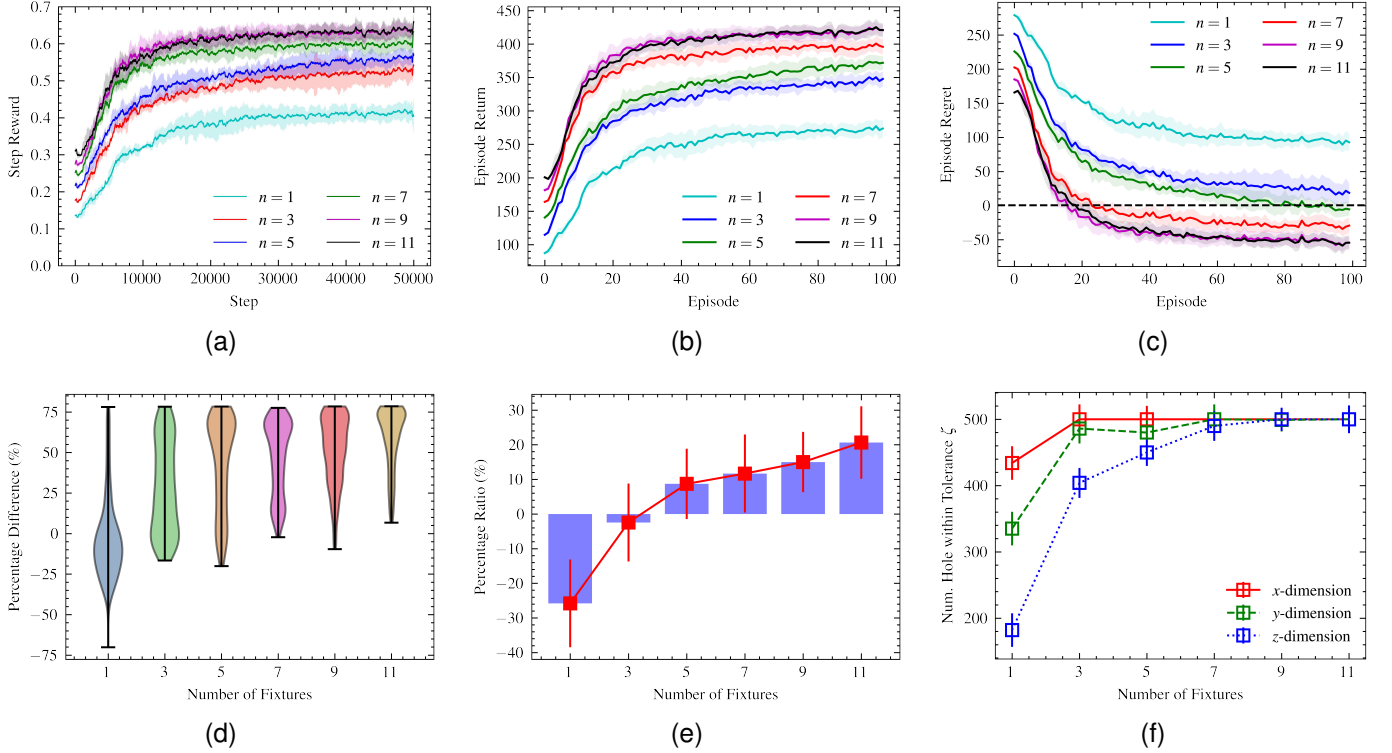 0.7
0.6
0.5
0.4
0.3
0.2
0.1
0.0
Step Reward
n = 1
n = 3
n = 5
n = 7
n = 9
n = 11
0 10000 20000 30000 40000 50000
Step
(a)
450
400
350
300
250
200
150
100
Episode Return
n = 1
n = 3
n = 5
n = 7
n = 9
n = 11
0 20 40 60 80 100
Episode
(b)
250
200
150
100
50
0
−50
Episode Regret
n = 1
n = 3
n = 5
n = 7
n = 9
n = 11
0 20 40 60 80 100
Episode
(c)
75
50
25
0
−25
−50
−75
Percentage Difference (%)
1 3 5 7 9 11
Number of Fixtures
(d)
30
20
10
0
−10
−20
−30
−40
Percentage Ratio (%)
1 3 5 7 9 11
Number of Fixtures
(e)
500
400
300
200
Num. Hole within Tolerance ζ
x-dimension
y-dimension
z-dimension
1 3 5 7 9 11
Number of Fixtures
(f)